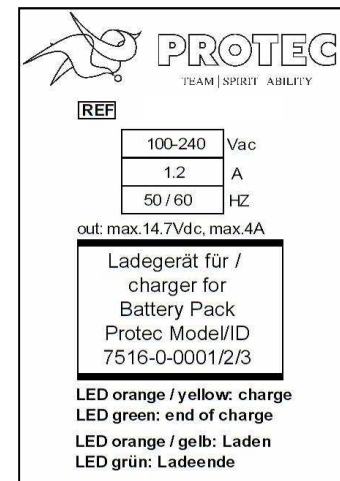 PROTEC
TEAM | SPIRIT ABILITY
REF
100-240 Vac
1.2 A
50 / 60 HZ
out: max.14.7Vdc, max.4A
Ladegerät für /
charger for
Battery Pack
Protec Model/ID
7516-0-0001/2/3
LED orange / yellow: charge
LED green: end of charge
LED orange / gelb: Laden
LED grün: Ladeende